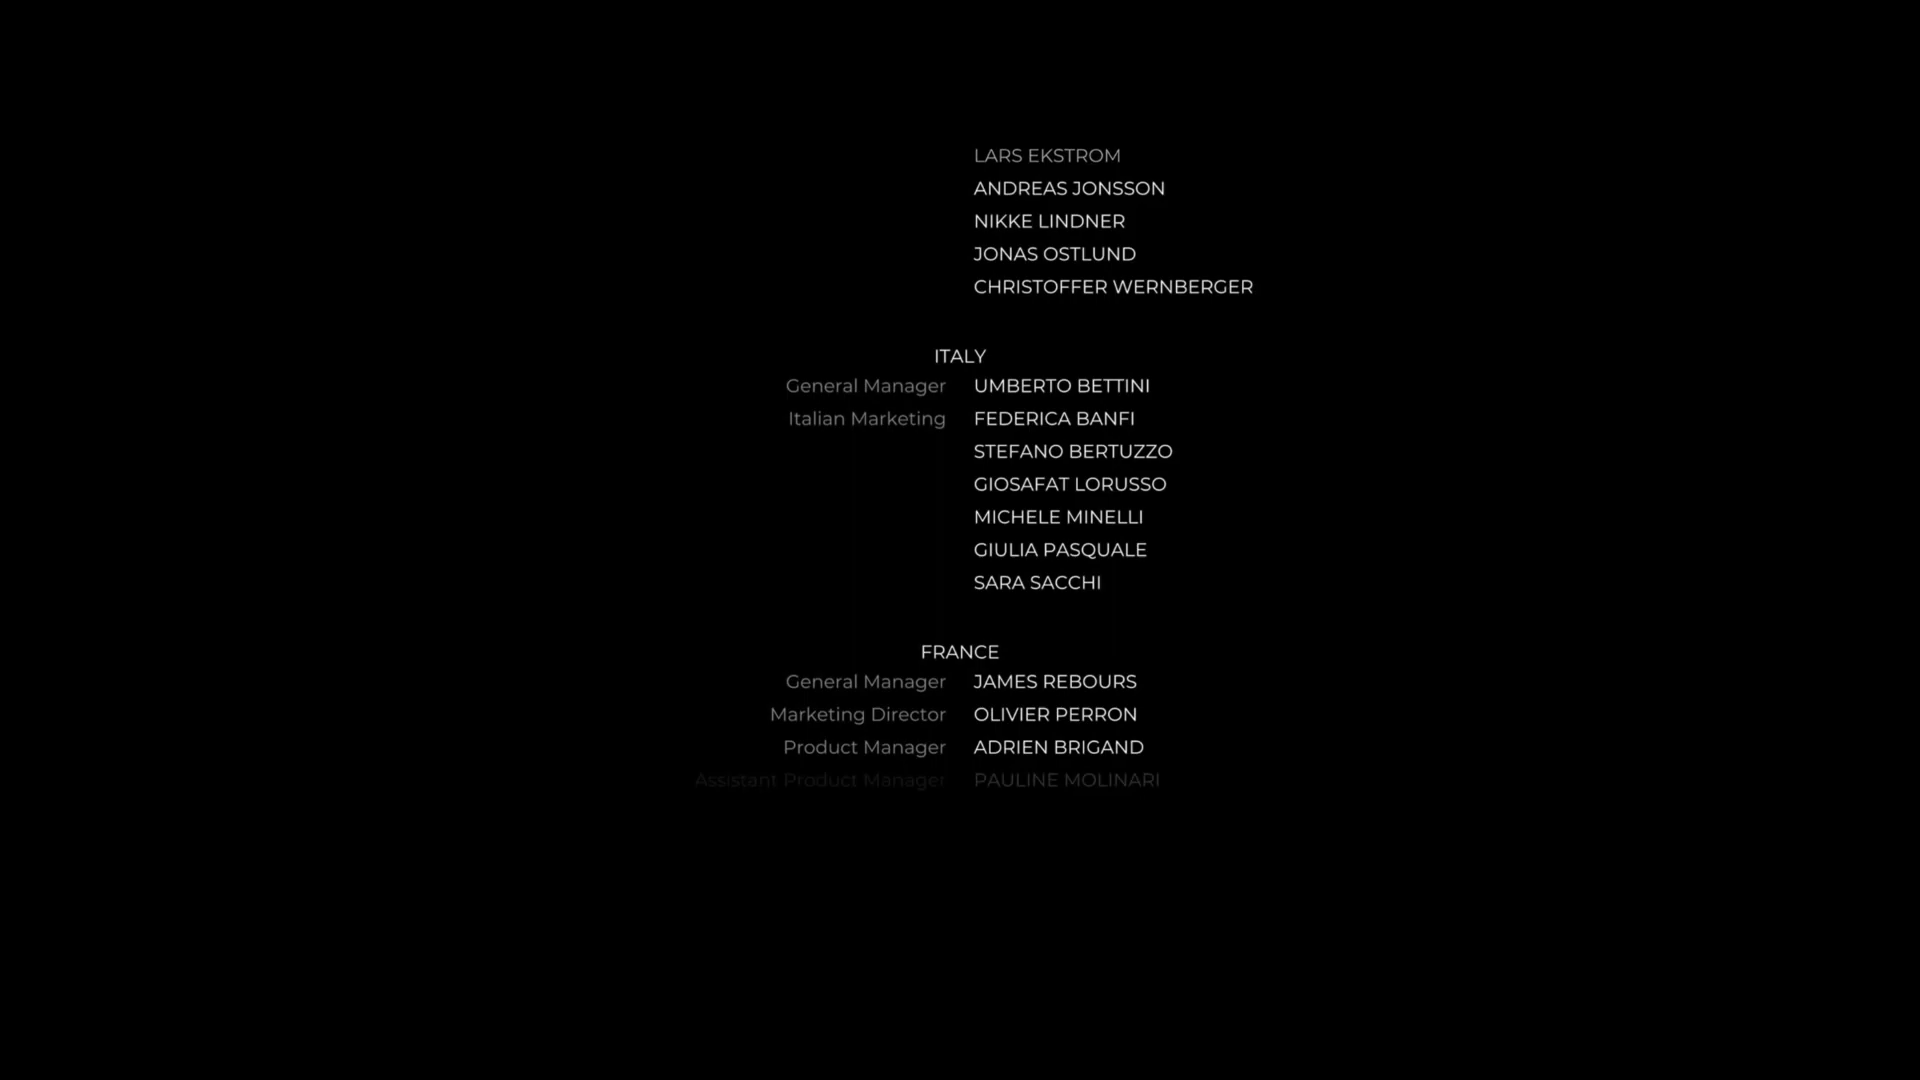 LARS EKSTROM
ANDREAS JONSSON
NIKKE LINDNER
JONAS OSTLUND
CHRISTOFFER WERNBERGER
ITALY
General Manager UMBERTO BETTINI
Italian Marketing FEDERICA BANFI
STEFANO BERTUZZO
GIOSAFAT LORUSSO
MICHELE MINELLI
GIULIA PASQUALE
SARA SACCHI
FRANCE
General Manager JAMES REBOURS
Marketing Director OLIVIER PERRON
Product Manager ADRIEN BRIGAND
Assistant Product Manager PAULINE MOLINARI